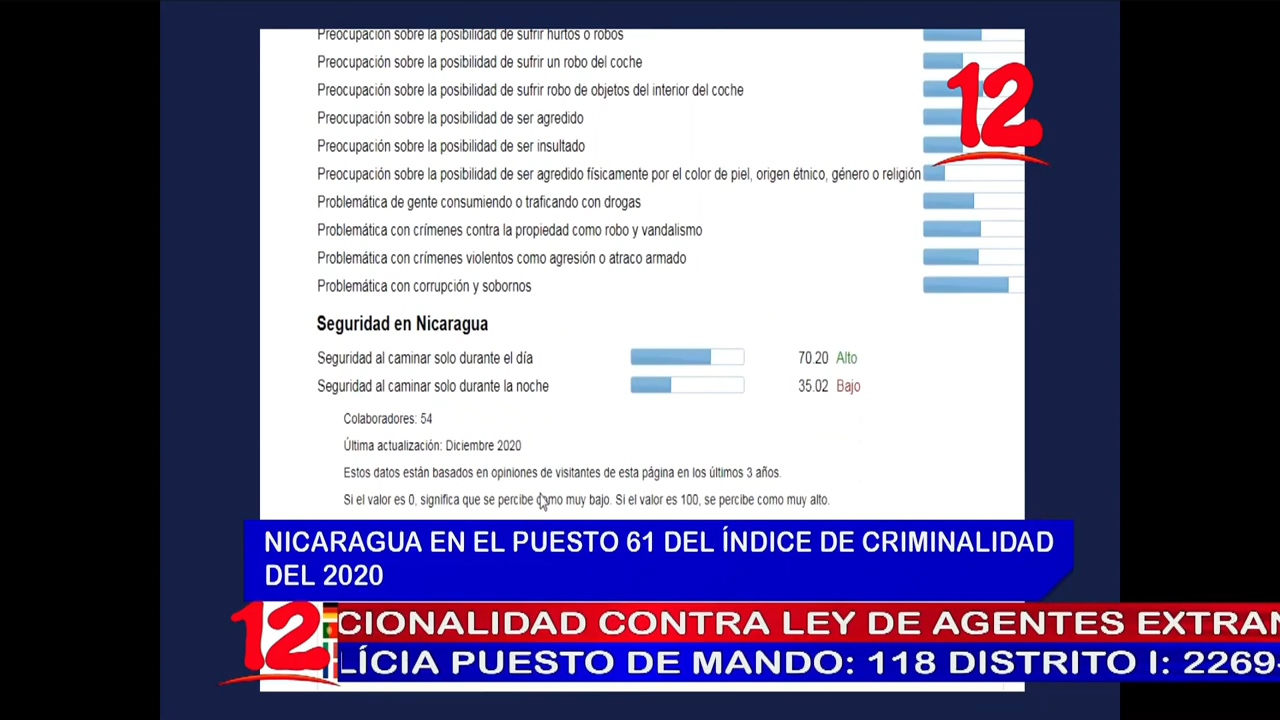 Preocupación sobre la posibilidad de sufrir hurtos o robos
Preocupación sobre la posibilidad de sufrir un robo del coche
Preocupación sobre la posibilidad de sufrir robo de objetos del interior del coche
Preocupación sobre la posibilidad de ser agredido
Preocupación sobre la posibilidad de ser insultado
Preocupación sobre la posibilidad de ser agredido físicamente por el color de piel, origen étnico, género o religión
Problemática de gente consumiendo o traficando con drogas
Problemática con crímenes contra la propiedad como robo y vandalismo
Problemática con crímenes violentos como agresión o atraco armado
Problemática con corrupción y sobornos
12
Seguridad en Nicaragua
Seguridad al caminar solo durante el día 70.20 Alto
Seguridad al caminar solo durante la noche 35.02 Bajo
Colaboradores: 54
Última actualización: Diciembre 2020
Estos datos están basados en opiniones de visitantes de esta página en los últimos 3 años.
Si el valor es 0, significa que se percibe como muy bajo. Si el valor es 100, se percibe como muy alto.
NICARAGUA EN EL PUESTO 61 DEL ÍNDICE DE CRIMINALIDAD
DEL 2020
12
CIONALIDAD CONTRA LEY DE AGENTES EXTRAN
LÍCIA PUESTO DE MANDO: 118 DISTRITO I: 2269-